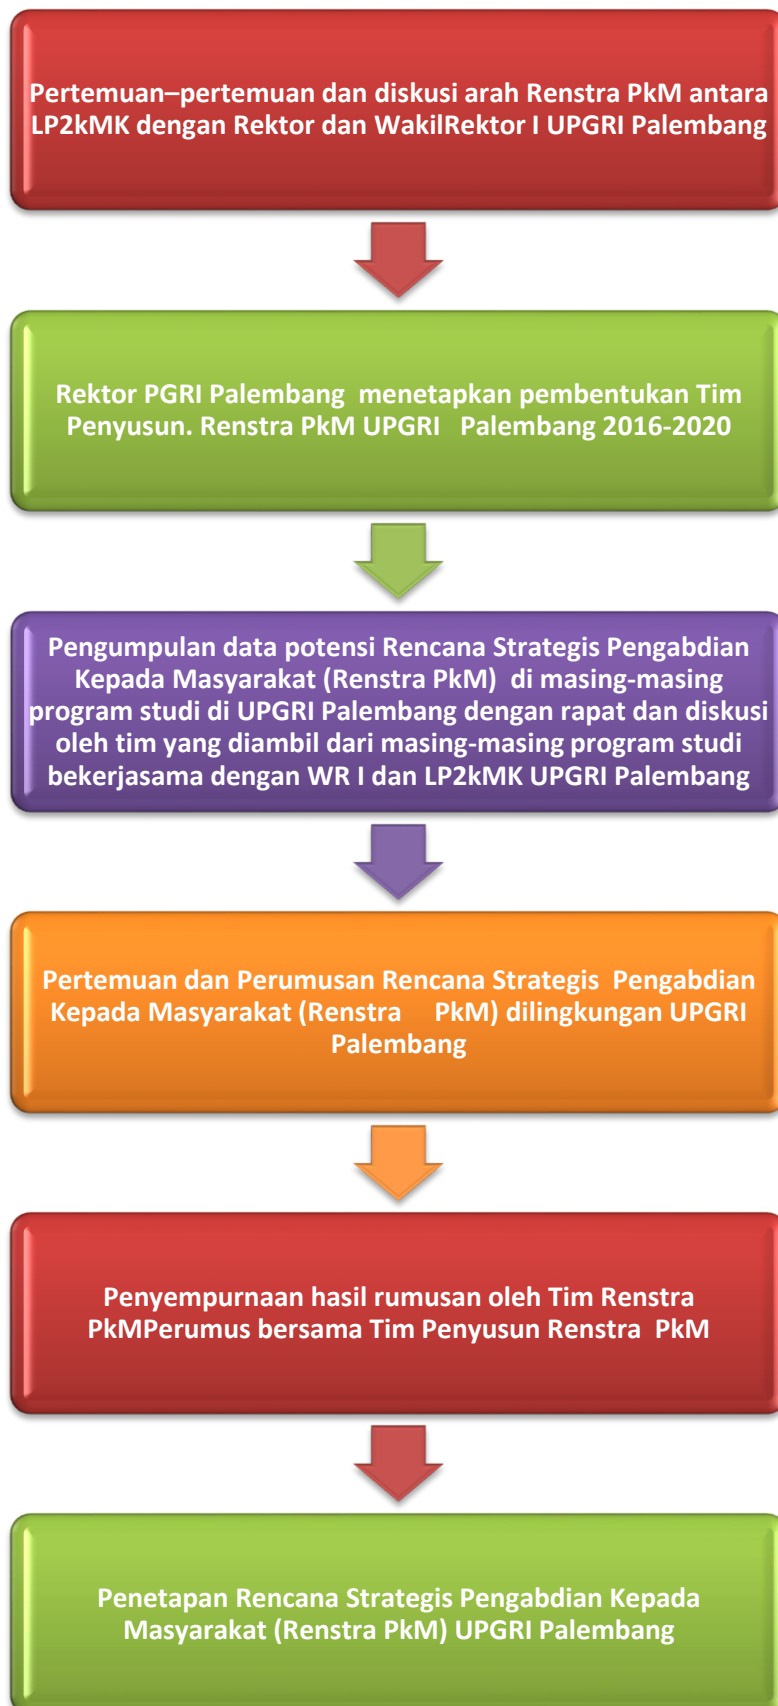 Pertemuan–pertemuan dan diskusi arah Renstra PkM antara
LP2kMK dengan Rektor dan WakilRektor I UPGRI Palembang
Rektor PGRI Palembang  menetapkan pembentukan Tim
Penyusun. Renstra PkM UPGRI   Palembang 2016-2020
Pengumpulan data potensi Rencana Strategis Pengabdian
Kepada Masyarakat (Renstra PkM)  di masing-masing
program studi di UPGRI Palembang dengan rapat dan diskusi
oleh tim yang diambil dari masing-masing program studi
bekerjasama dengan WR I dan LP2kMK UPGRI Palembang
Pertemuan dan Perumusan Rencana Strategis  Pengabdian
Kepada Masyarakat (Renstra    PkM) dilingkungan UPGRI
Palembang
Penyempurnaan hasil rumusan oleh Tim Renstra
PkMPerumus bersama Tim Penyusun Renstra  PkM
Penetapan Rencana Strategis Pengabdian Kepada
Masyarakat (Renstra PkM) UPGRI Palembang